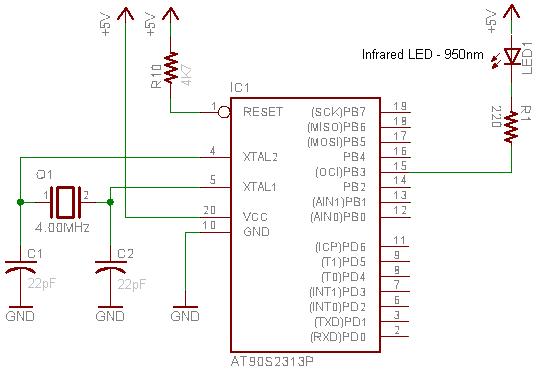 +5V
+5V
+5V
Infrared LED - 950nm
LED1
R10
4K7
R1
220
IC1
1
RESET
(SCK)PB7
19
(MISO)PB6
18
(MOSI)PB5
17
4
XTAL2
PB4
16
(OCI)PB3
15
5
XTAL1
PB2
14
(AIN1)PB1
13
20
VCC
(AIN0)PB0
12
10
GND
(ICP)PD6
11
(T1)PD5
9
(T0)PD4
8
(INT1)PD3
7
(INT0)PD2
6
(TXD)PD1
3
(RXD)PD0
2
AT90S2313P
Q1
1
2
4.00MHz
C1
22pF
C2
22pF
GND
GND
GND